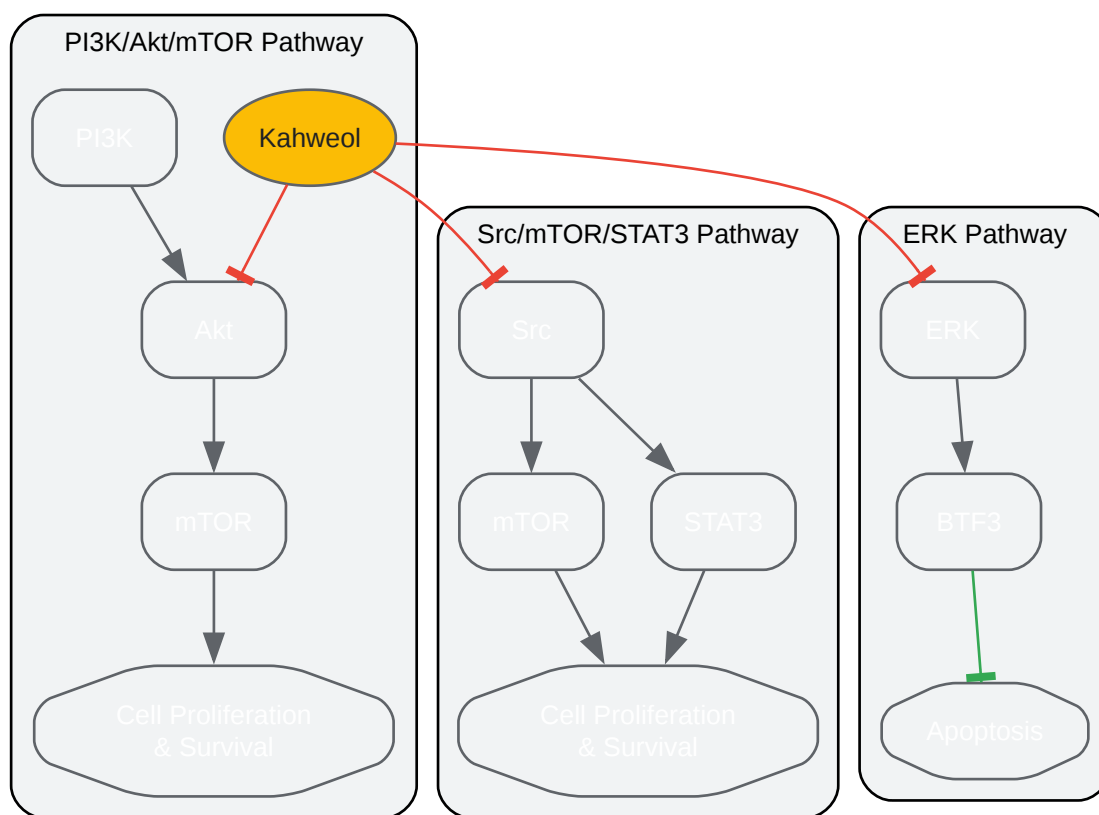 PI3K/Akt/mTOR Pathway
PI3K
Kahweol
Akt
mTOR
Cell Proliferation
& Survival
Src/mTOR/STAT3 Pathway
Src
mTOR
STAT3
Cell Proliferation
& Survival
ERK Pathway
ERK
BTF3
Apoptosis